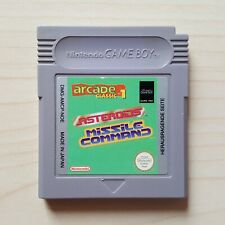 Nintendo GAME BOY
arcade
CLASSIC 1
ASTEROIDS
MISSILE
COMMAND
Nintendo
DMG-AMCP-NOE
MADE IN JAPAN
HERAUSRAGENDE SEITE